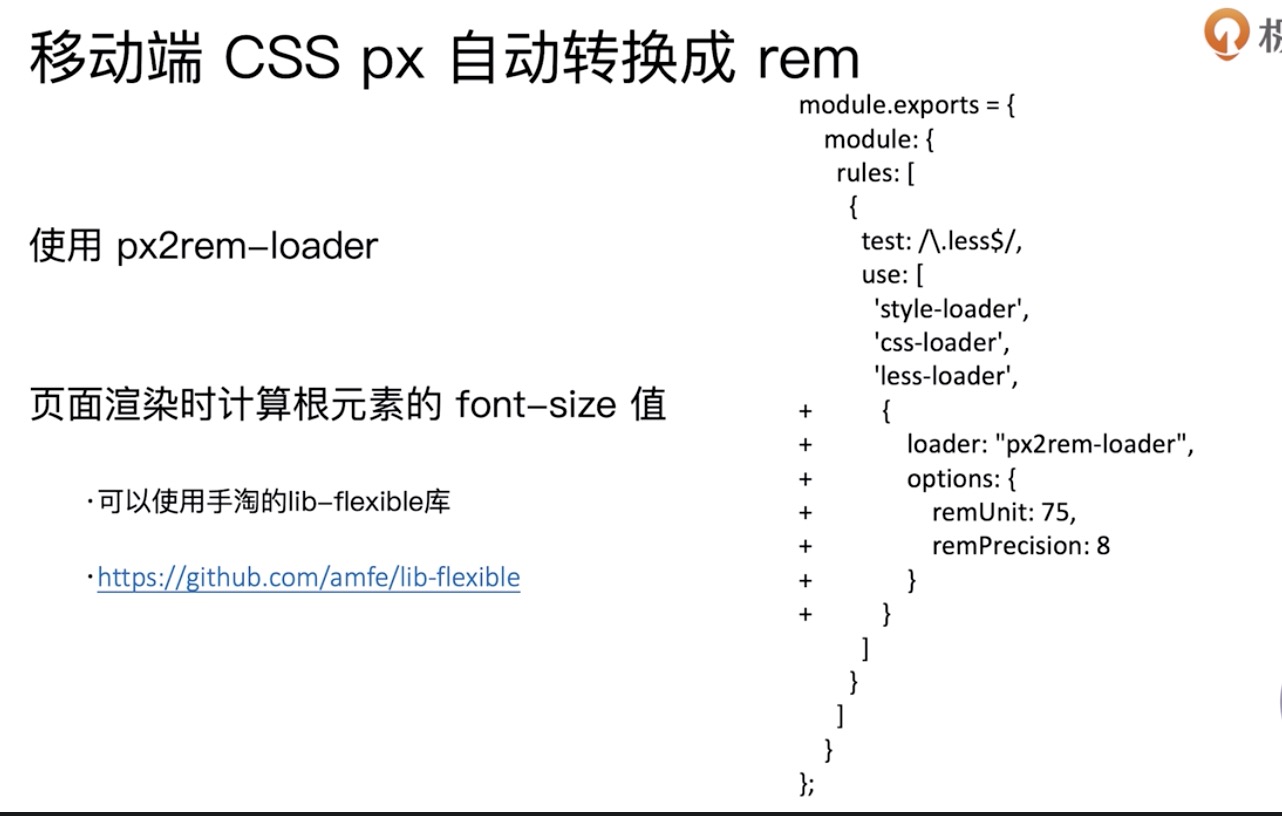 移动端 CSS px 自动转换成 rem
使用 px2rem-loader
页面渲染时计算根元素的 font-size 值
·可以使用手淘的lib-flexible库
·https://github.com/amfe/lib-flexible
module.exports = {
module: {
rules: [
{
test: /\.less$/,
use: [
'style-loader',
'css-loader',
'less-loader',
+ {
+ loader: "px2rem-loader",
+ options: {
+ remUnit: 75,
+ remPrecision: 8
+ }
+ }
]
}
]
}
};